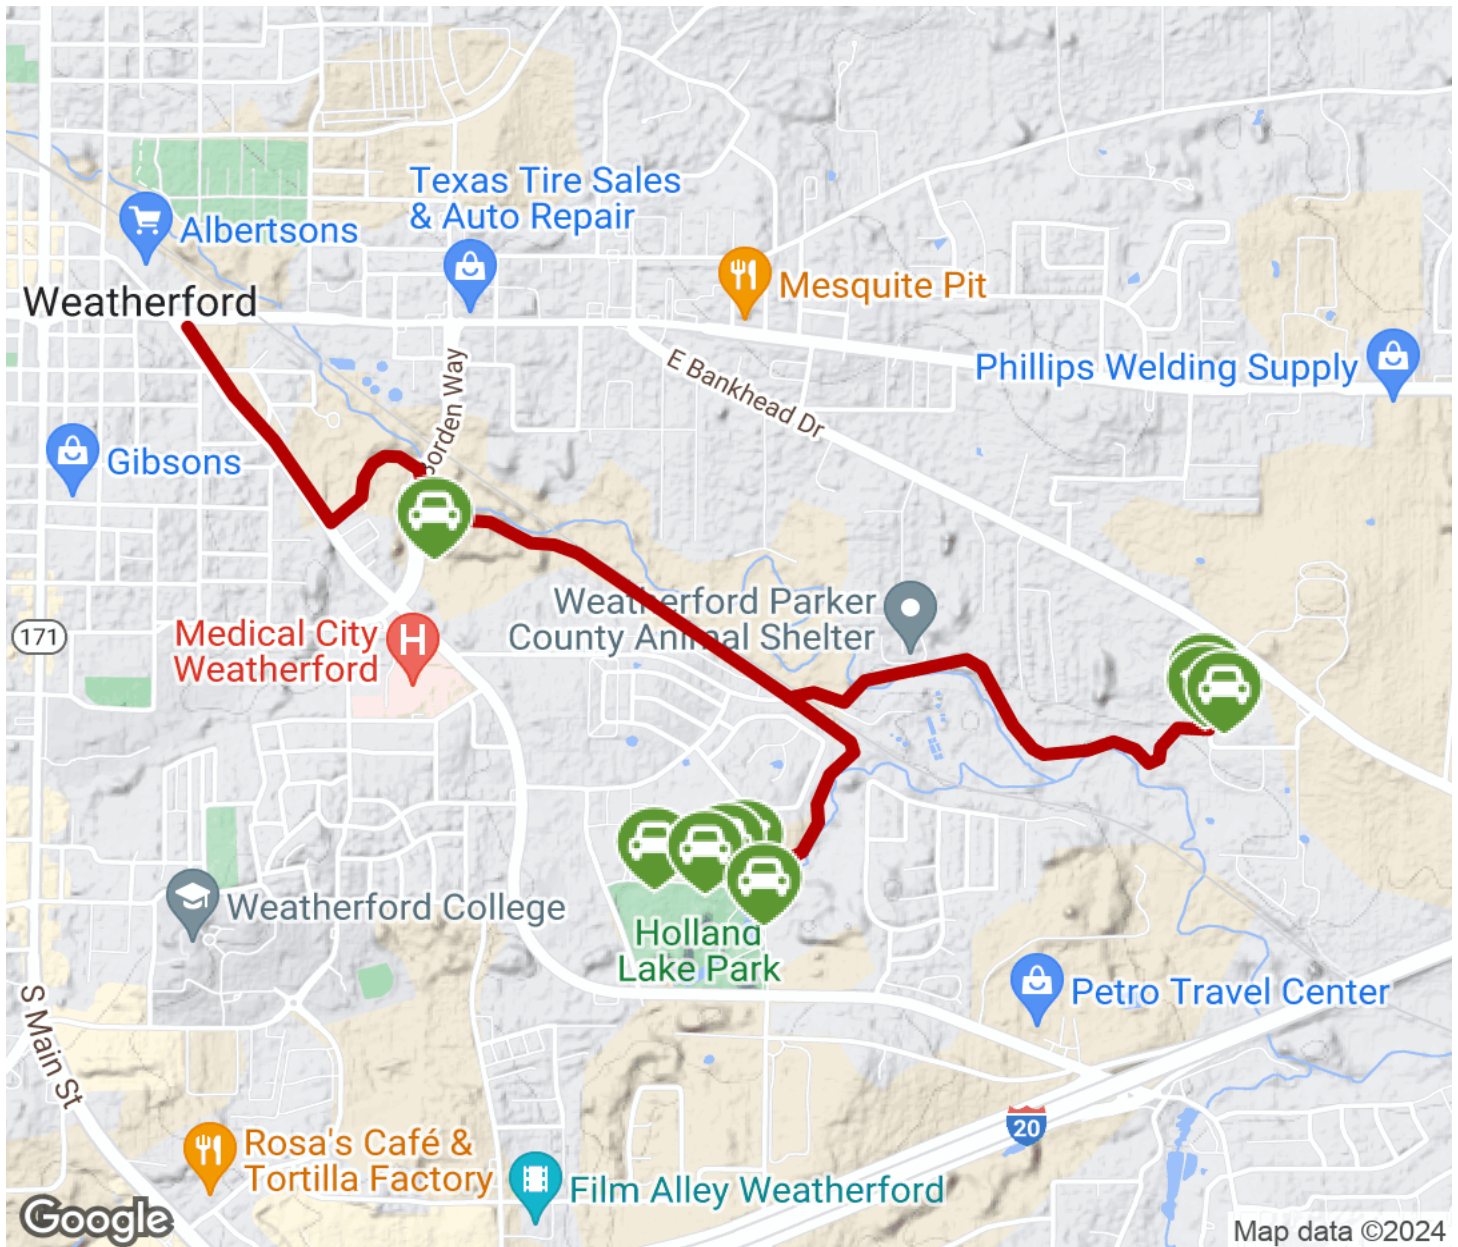 Texas Tire Sales
& Auto Repair
Albertsons
Mesquite Pit
Weatherford
Phillips Welding Supply
E Bankhead Dr
Borden Way
Gibsons
Weatherford Parker
County Animal Shelter
171
Medical City
Weatherford
H
Weatherford College
Holland
Lake Park
Petro Travel Center
S Main St
20
Rosa's Café &
Tortilla Factory
Film Alley Weatherford
Google
Map data ©2024